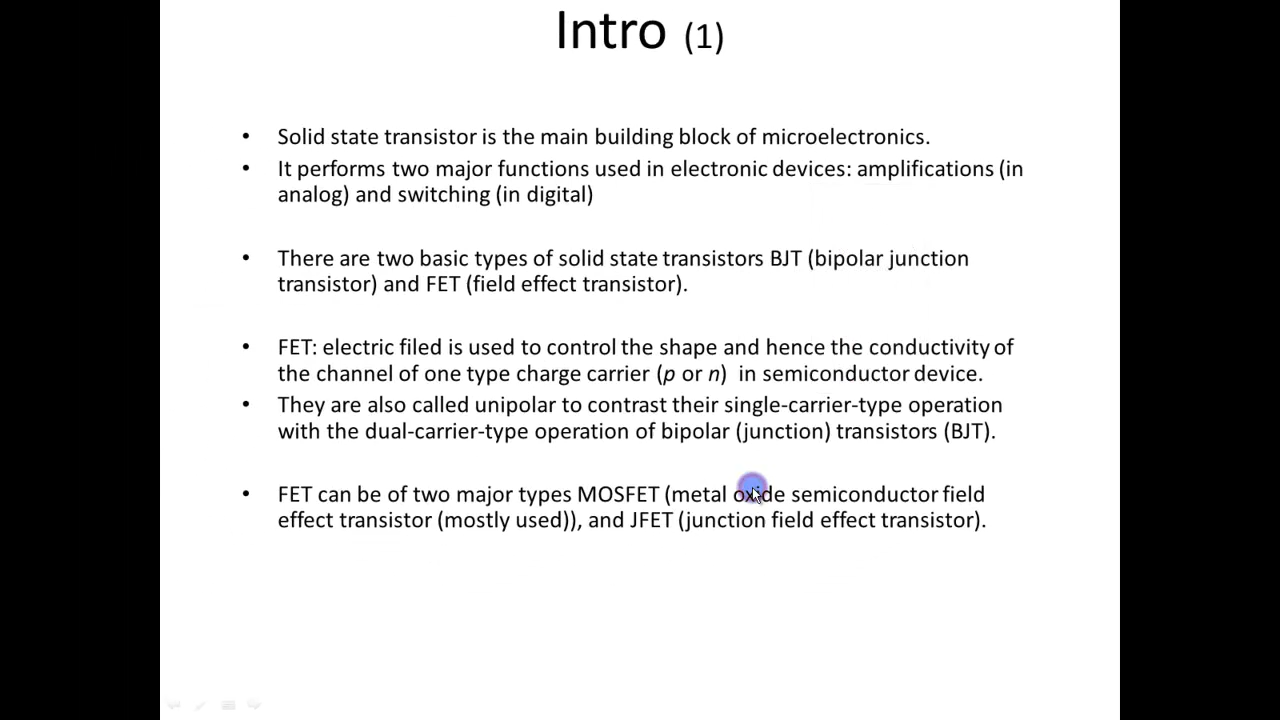 Intro (1)
• Solid state transistor is the main building block of microelectronics.
• It performs two major functions used in electronic devices: amplifications (in
analog) and switching (in digital)
• There are two basic types of solid state transistors BJT (bipolar junction
transistor) and FET (field effect transistor).
• FET: electric filed is used to control the shape and hence the conductivity of
the channel of one type charge carrier (p or n) in semiconductor device.
• They are also called unipolar to contrast their single-carrier-type operation
with the dual-carrier-type operation of bipolar (junction) transistors (BJT).
• FET can be of two major types MOSFET (metal oxide semiconductor field
effect transistor (mostly used)), and JFET (junction field effect transistor).